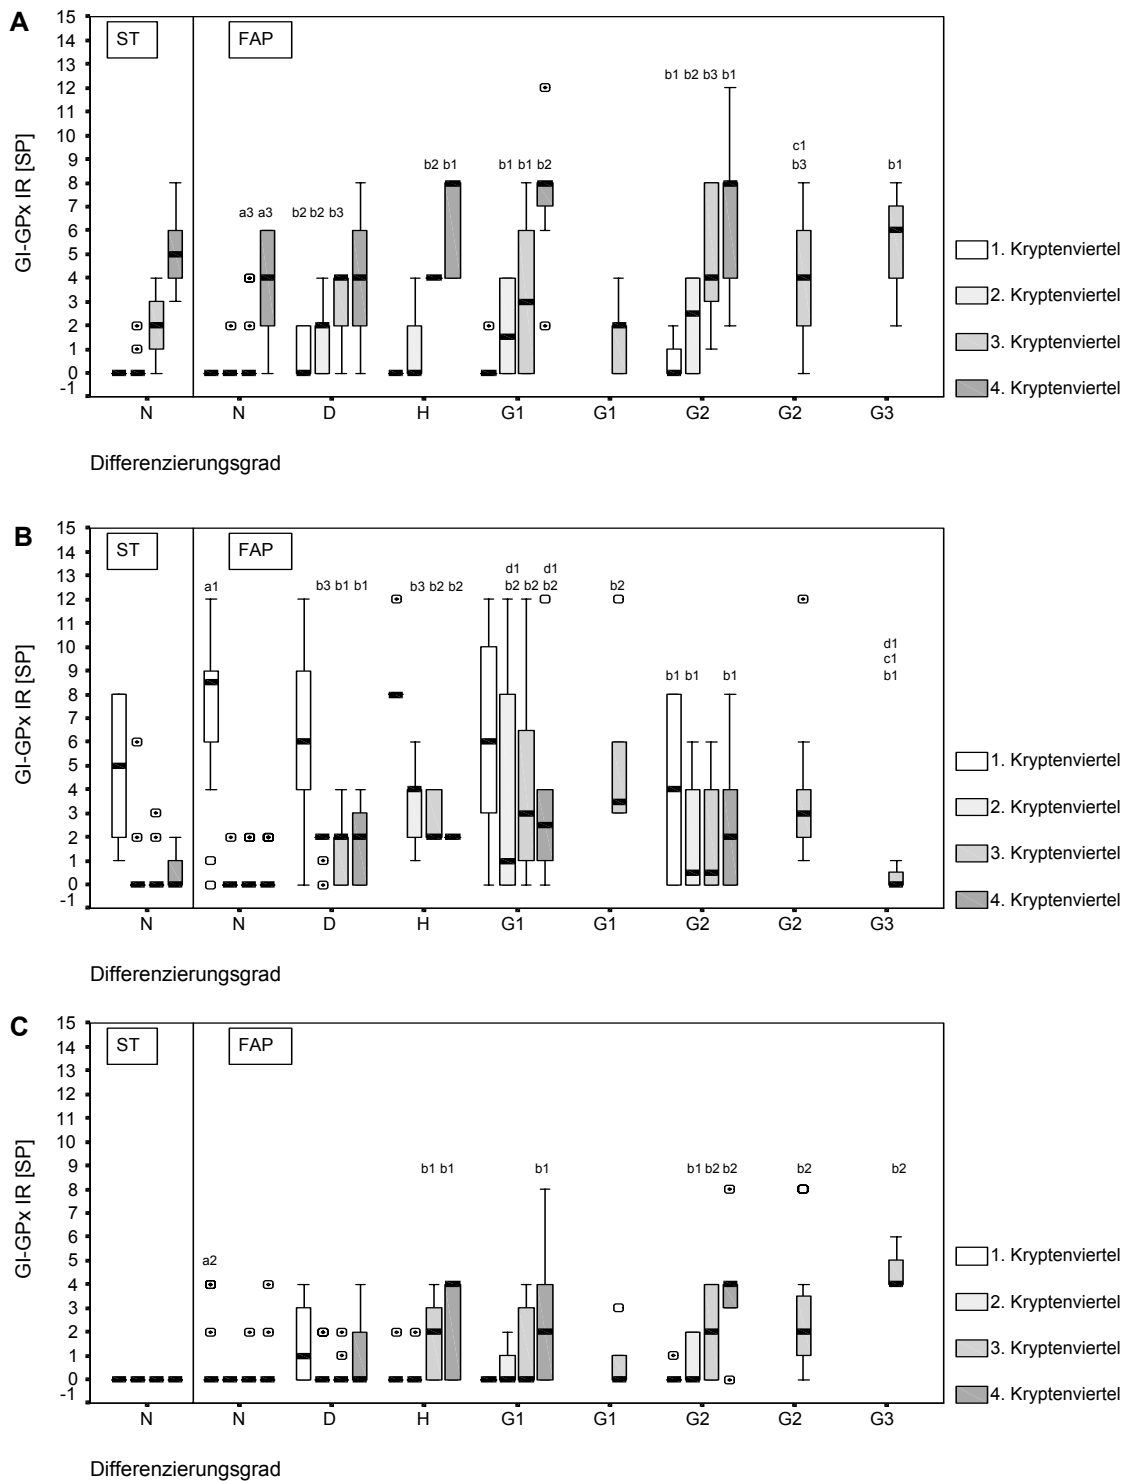 A
ST
FAP
GI-GPx IR [SP]
15
14
13
12
11
10
9
8
7
6
5
4
3
2
1
0
-1
a3 a3
b2 b2 b3
b2 b1
b1 b1 b2
b1 b2 b3 b1
c1
b3
b1
N N D H G1 G1 G2 G2 G3
Differenzierungsgrad
1. Kryptenviertel
2. Kryptenviertel
3. Kryptenviertel
4. Kryptenviertel
B
ST
FAP
GI-GPx IR [SP]
15
14
13
12
11
10
9
8
7
6
5
4
3
2
1
0
-1
a1
b3 b1 b1
b3 b2 b2
d1 d1
b2 b2 b2
b2
b1 b1 b1
d1
c1
b1
N N D H G1 G1 G2 G2 G3
Differenzierungsgrad
1. Kryptenviertel
2. Kryptenviertel
3. Kryptenviertel
4. Kryptenviertel
C
ST
FAP
GI-GPx IR [SP]
15
14
13
12
11
10
9
8
7
6
5
4
3
2
1
0
-1
a2
b1 b1
b1
b1 b2 b2
b2
b2
N N D H G1 G1 G2 G2 G3
Differenzierungsgrad
1. Kryptenviertel
2. Kryptenviertel
3. Kryptenviertel
4. Kryptenviertel